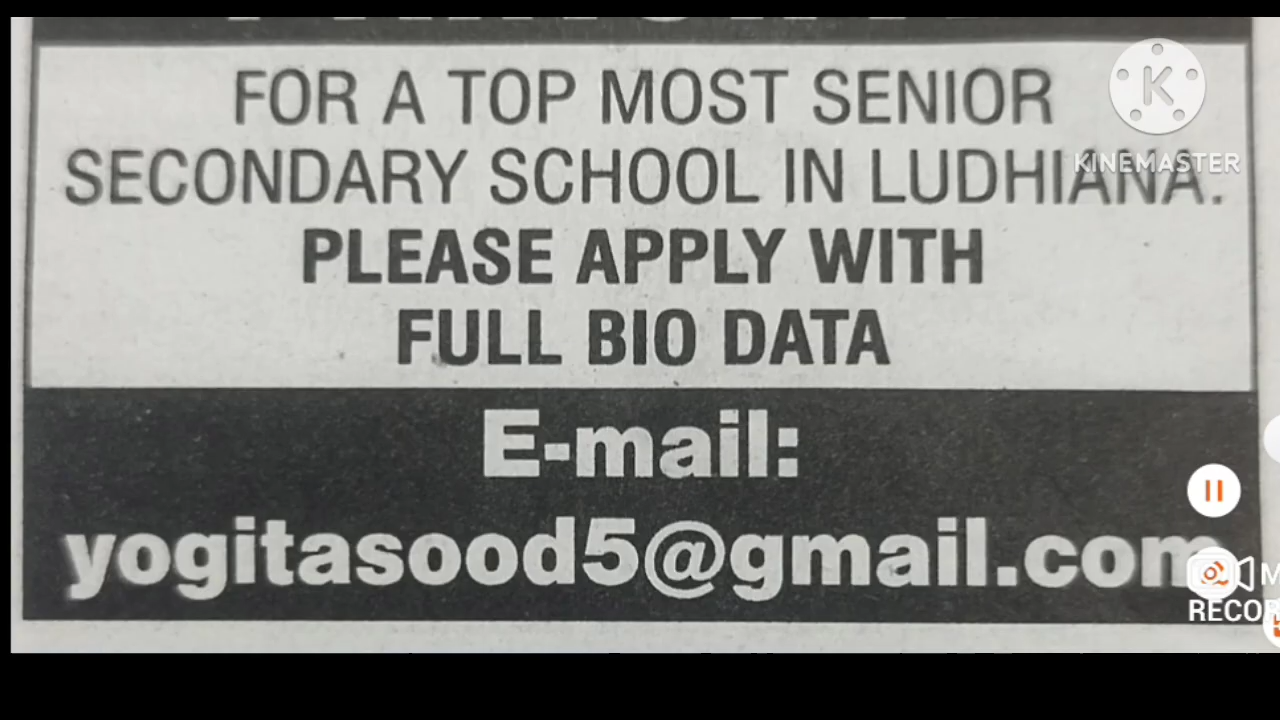 FOR A TOP MOST SENIOR
SECONDARY SCHOOL IN LUDHIANA.
PLEASE APPLY WITH
FULL BIO DATA
E-mail:
yogitasood5@gmail.com
K
KINEMASTER
RECOR